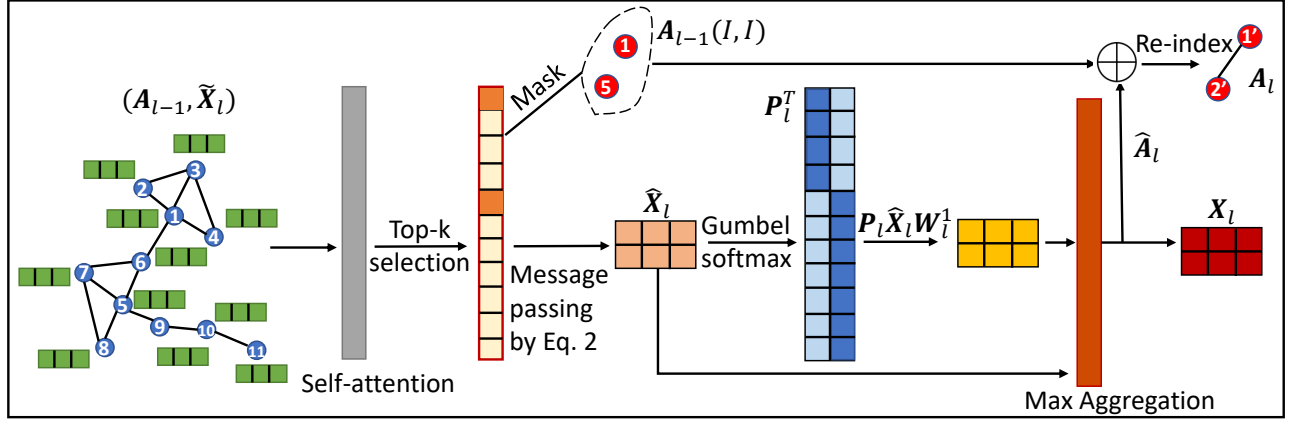 (A_{l-1}, X̃_l)
3
2
1
4
7
6
5
9
10
8
11
Self-attention
Top-k
selection
Mask
1
5
A_{l-1}(I, I)
Message
passing
by Eq. 2
X̂_l
Gumbel
softmax
P_l^T
P_l X̂_l W_l^1
Max Aggregation
Â_l
Re-index
1'
2'
A_l
X_l